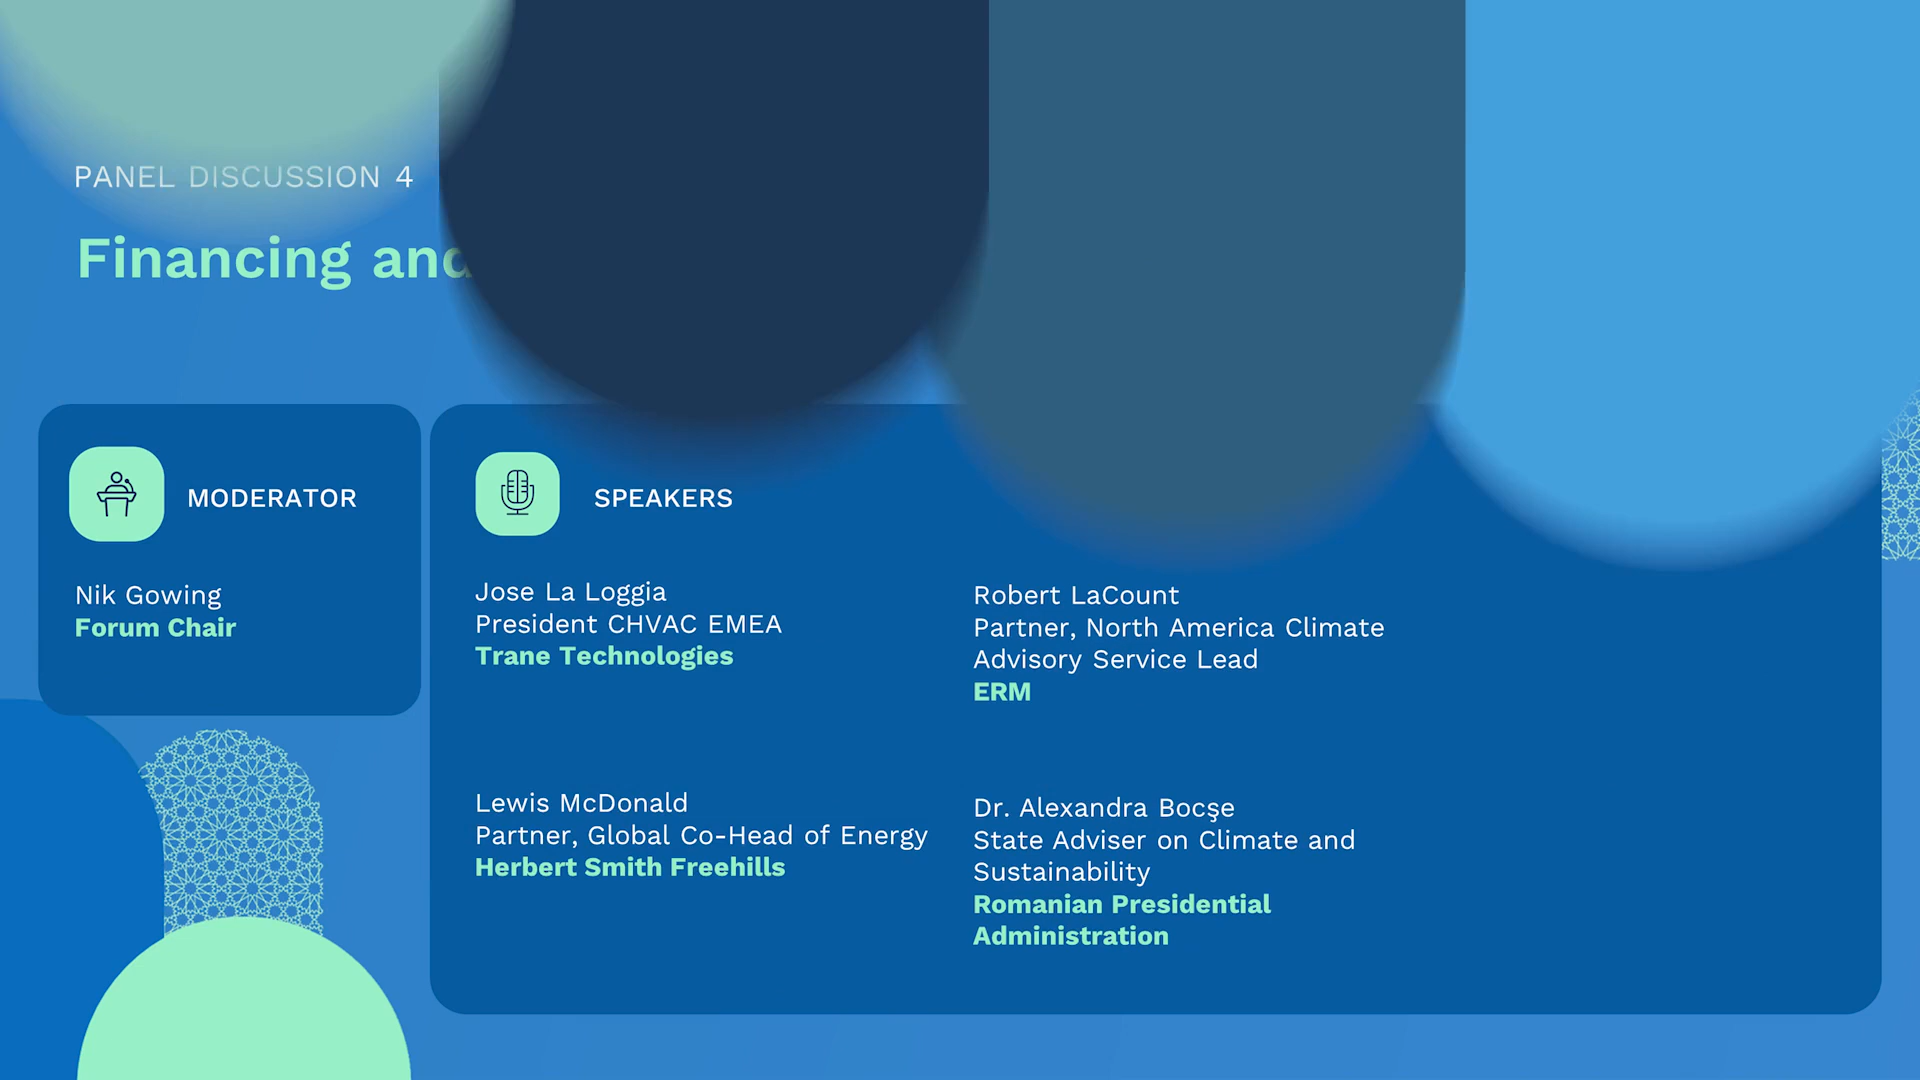 PANEL DISCUSSION 4
Financing and
MODERATOR
Nik Gowing
Forum Chair
SPEAKERS
Jose La Loggia
President CHVAC EMEA
Trane Technologies
Robert LaCount
Partner, North America Climate
Advisory Service Lead
ERM
Lewis McDonald
Partner, Global Co-Head of Energy
Herbert Smith Freehills
Dr. Alexandra Bocşe
State Adviser on Climate and
Sustainability
Romanian Presidential
Administration